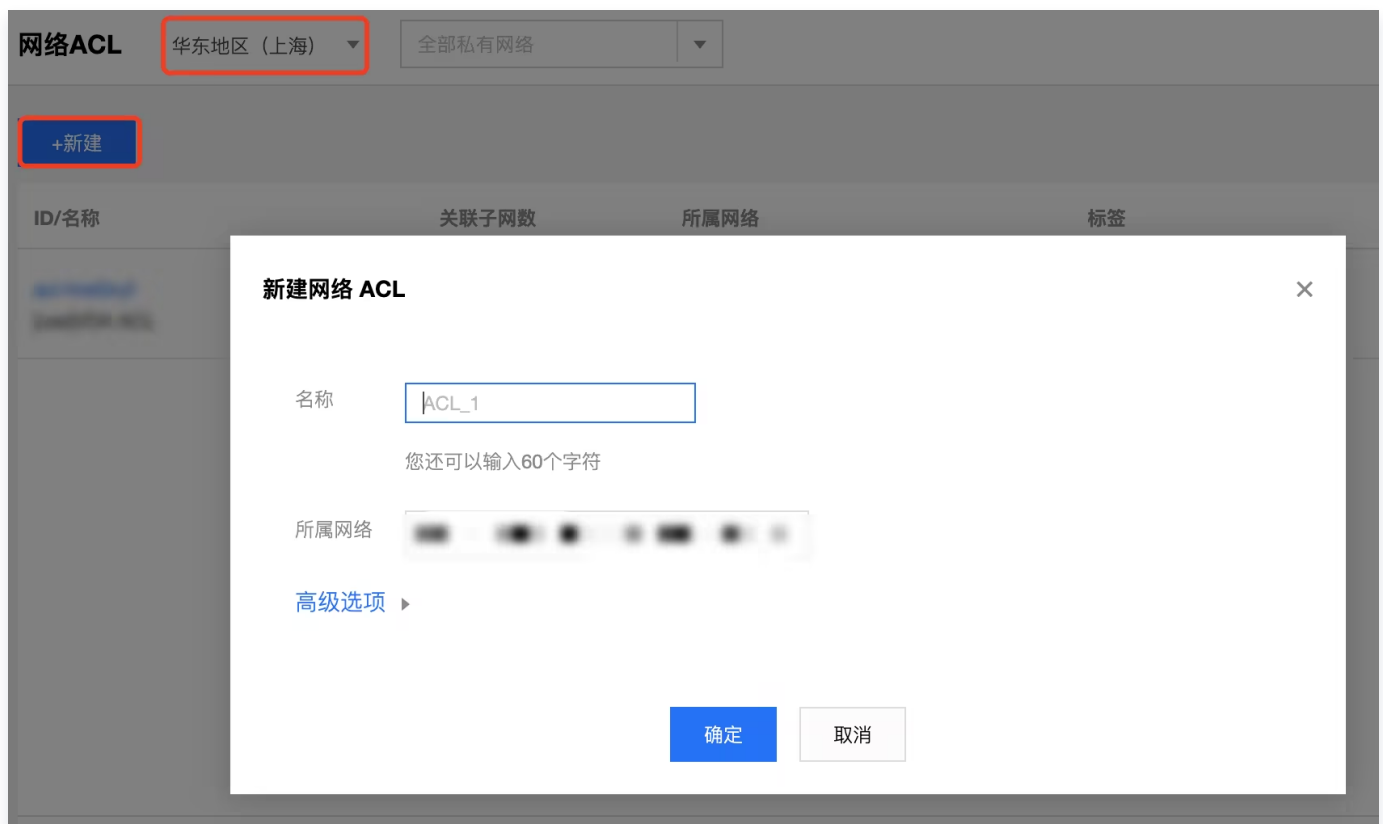 网络ACL 华东地区（上海） 全部私有网络
+新建
ID/名称 关联子网数 所属网络 标签
新建网络 ACL
名称 ACL_1
您还可以输入60个字符
所属网络
高级选项
确定 取消